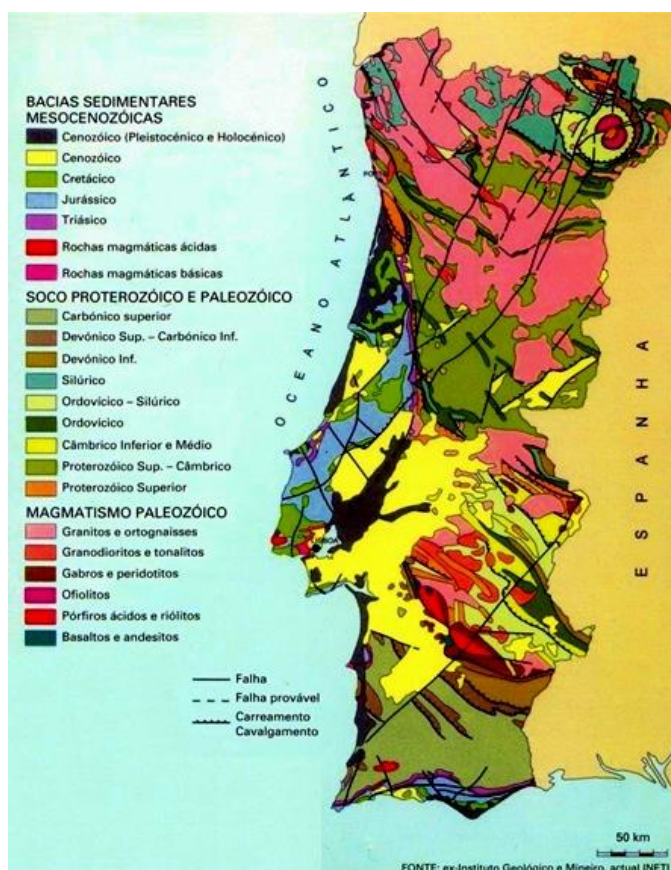 BACIAS SEDIMENTARES
MESOCENOZÓICAS
Cenozóico (Pleistocénico e Holocénico)
Cenozóico
Cretácico
Jurássico
Triásico
Rochas magmáticas ácidas
Rochas magmáticas básicas
SOCO PROTEROZÓICO E PALEOZÓICO
Carbónico superior
Devónico Sup. – Carbónico Inf.
Devónico Inf.
Silúrico
Ordovícico – Silúrico
Ordovícico
Câmbrico Inferior e Médio
Proterozóico Sup. – Câmbrico
Proterozóico Superior
MAGMATISMO PALEOZÓICO
Granitos e ortognaisses
Granodioritos e tonalitos
Gabros e peridotitos
Ofiolitos
Pórfiros ácidos e riólitos
Basaltos e andesitos
Falha
Falha provável
Carreamento
Cavalgamento
OCEANO ATLÂNTICO
ESPANHA
50 km
FONTE: ex-Instituto Geológico e Mineiro, actual INETI